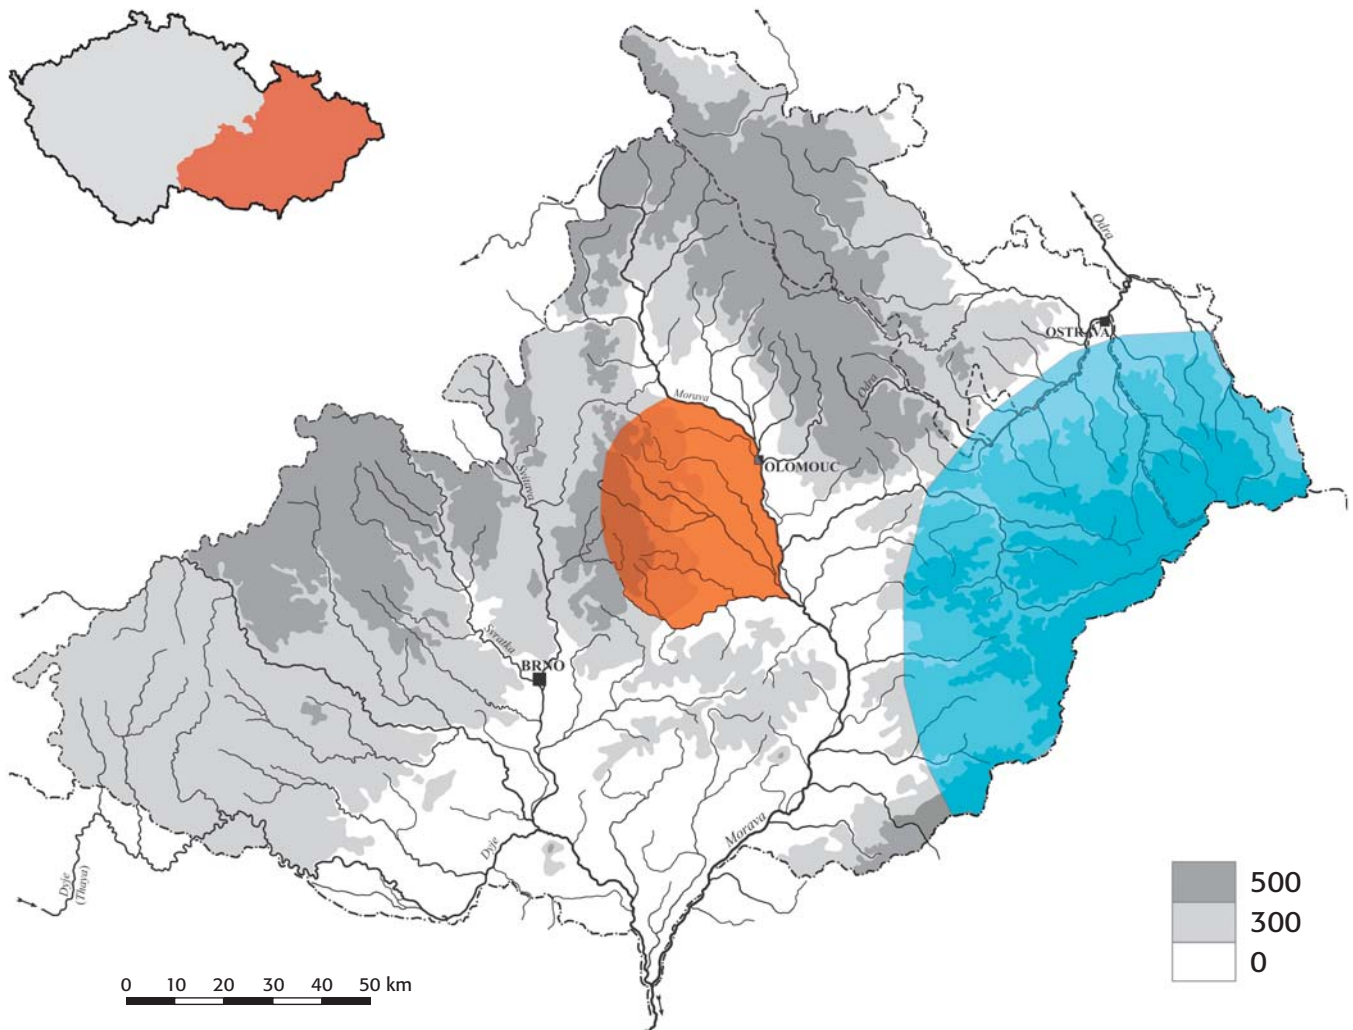 Odra
OSTRAVA
Odra
Morava
OLOMOUC
Svitava
Svratka
BRNO
Morava
Dyje
Dyje
(Thaya)
500
300
0
0 10 20 30 40 50 km